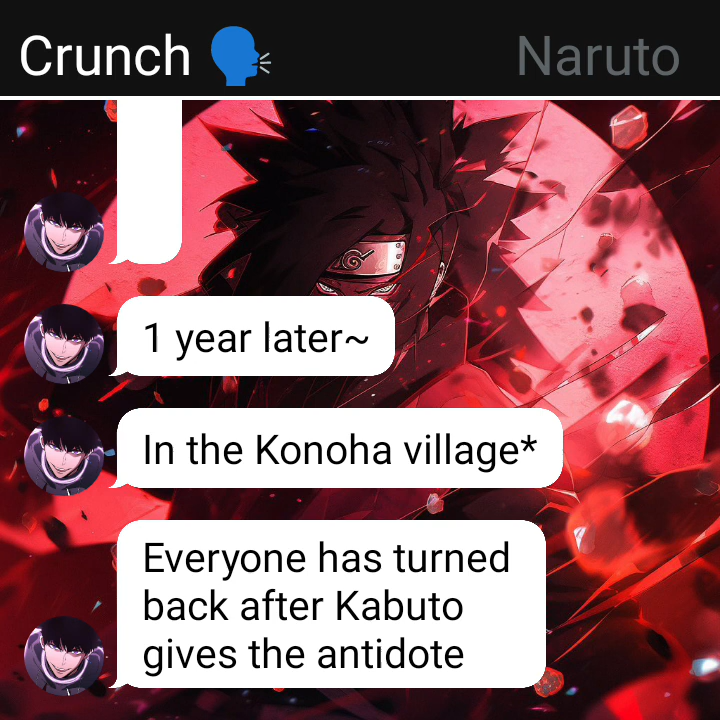 Crunch 🗣
Naruto
1 year later~
In the Konoha village*
Everyone has turned
back after Kabuto
gives the antidote